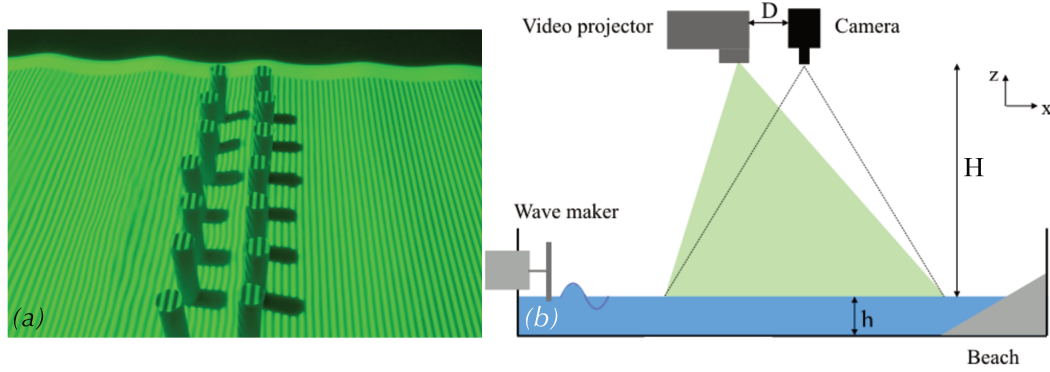 (a)
Video projector
D
Camera
z
x
H
Wave maker
(b)
h
Beach